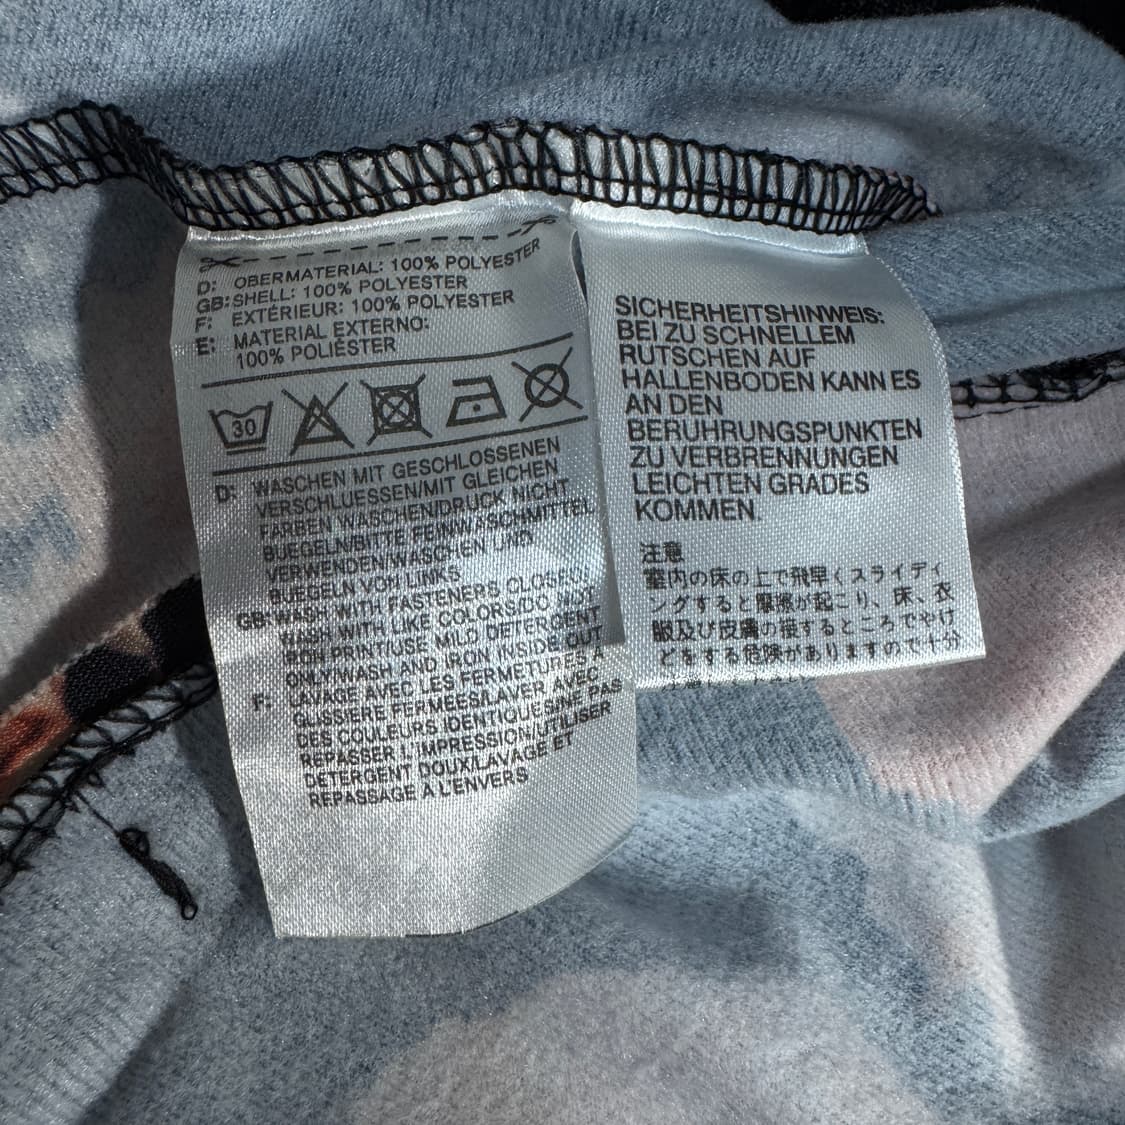 D: OBERMATERIAL: 100% POLYESTER
GB: SHELL: 100% POLYESTER
F: EXTÉRIEUR: 100% POLYESTER
E: MATERIAL EXTERNO:
100% POLIÉSTER
30
D: WASCHEN MIT GESCHLOSSENEN
VERSCHLUESSEN/MIT GLEICHEN
FARBEN WASCHEN/DRUCK NICHT
BUEGELN/BITTE FEINWASCHMITTEL
VERWENDEN/WASCHEN UND
BUEGELN VON LINKS
GB: WASH WITH FASTENERS CLOSED/
WASH WITH LIKE COLORS/DO NOT
IRON PRINT/USE MILD DETERGENT
ONLY/WASH AND IRON INSIDE OUT
F: LAVAGE AVEC LES FERMETURES A
GLISSIERE FERMEES/LAVER AVEC
DES COULEURS IDENTIQUES/NE PAS
REPASSER L'IMPRESSION/UTILISER
DETERGENT DOUX/LAVAGE ET
REPASSAGE A L'ENVERS
SICHERHEITSHINWEIS:
BEI ZU SCHNELLEM
RUTSCHEN AUF
HALLENBODEN KANN ES
AN DEN
BERUHRUNGSPUNKTEN
ZU VERBRENNUNGEN
LEICHTEN GRADES
KOMMEN.
注意
室内の床の上で飛早くスライディ
ングすると摩擦が起こり、床、衣
服及び皮膚の接するところでやけ
どをする危険がありますので十分